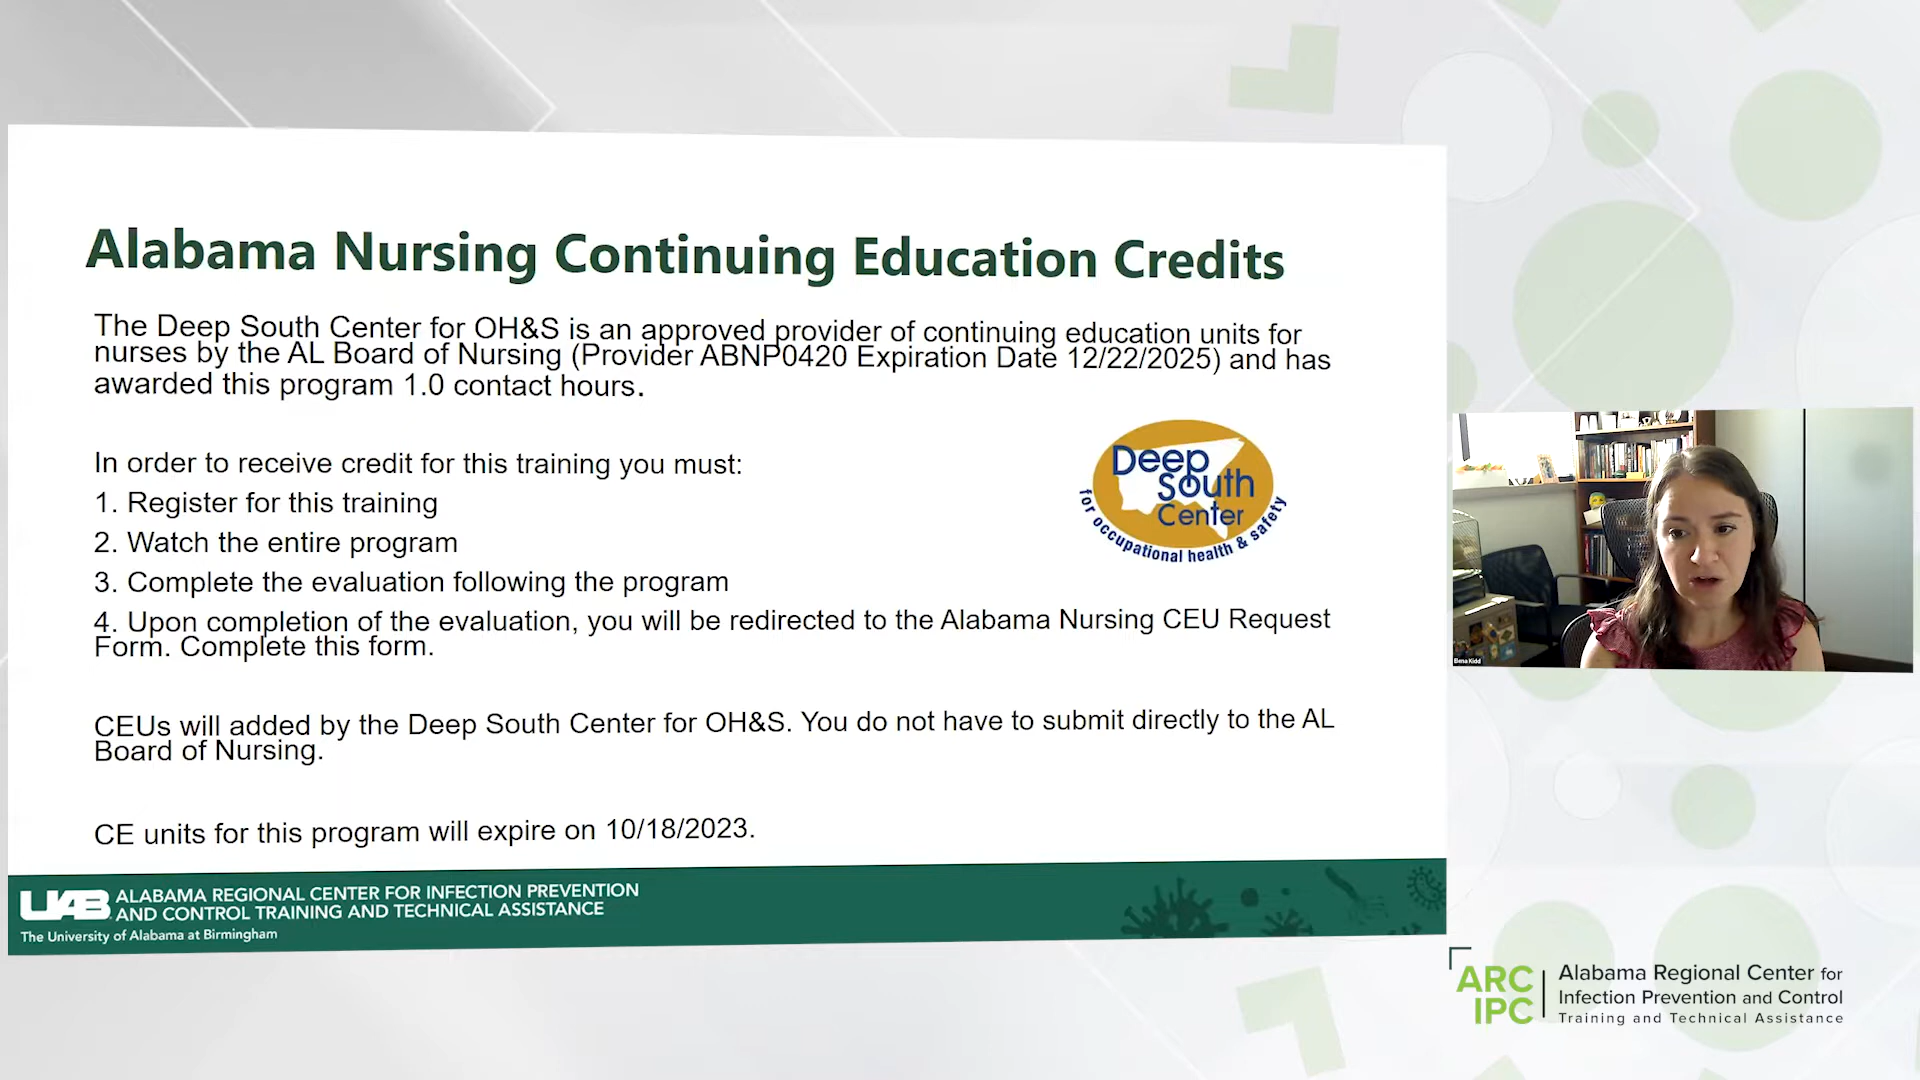 Alabama Nursing Continuing Education Credits
The Deep South Center for OH&S is an approved provider of continuing education units for
nurses by the AL Board of Nursing (Provider ABNP0420 Expiration Date 12/22/2025) and has
awarded this program 1.0 contact hours.
In order to receive credit for this training you must:
1. Register for this training
2. Watch the entire program
3. Complete the evaluation following the program
4. Upon completion of the evaluation, you will be redirected to the Alabama Nursing CEU Request
Form. Complete this form.
CEUs will added by the Deep South Center for OH&S. You do not have to submit directly to the AL
Board of Nursing.
CE units for this program will expire on 10/18/2023.
Deep
South
Center
for occupational health & safety
UAB ALABAMA REGIONAL CENTER FOR INFECTION PREVENTION
AND CONTROL TRAINING AND TECHNICAL ASSISTANCE
The University of Alabama at Birmingham
Elena Kidd
ARC
IPC
Alabama Regional Center for
Infection Prevention and Control
Training and Technical Assistance